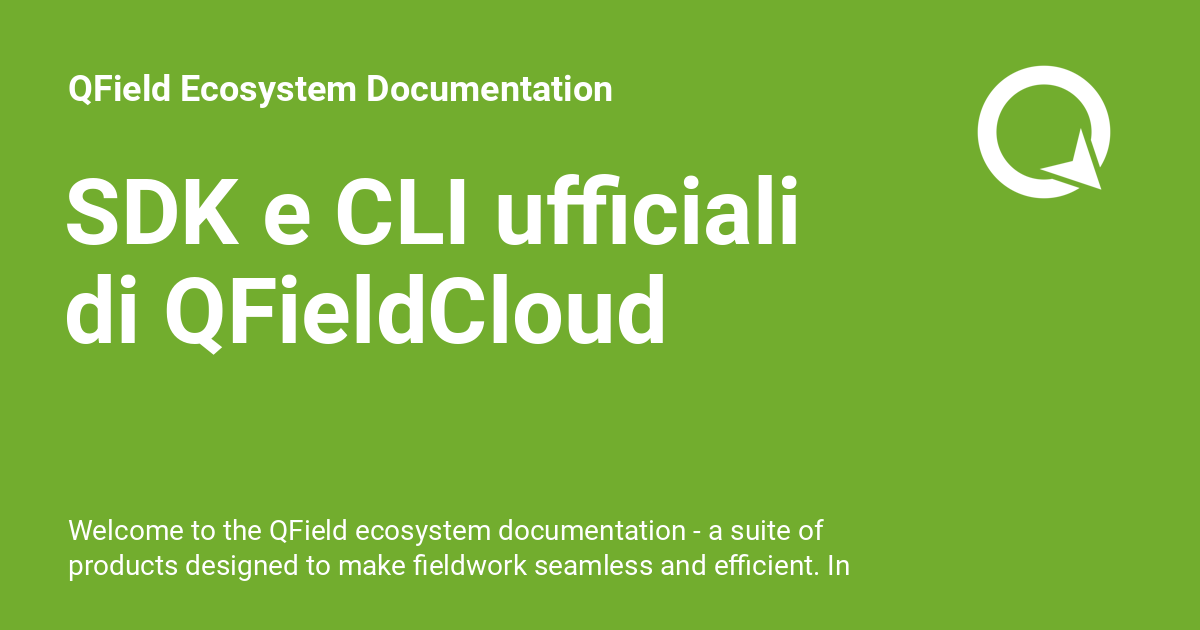 QField Ecosystem Documentation
SDK e CLI ufficiali
di QFieldCloud
Welcome to the QField ecosystem documentation - a suite of
products designed to make fieldwork seamless and efficient. In